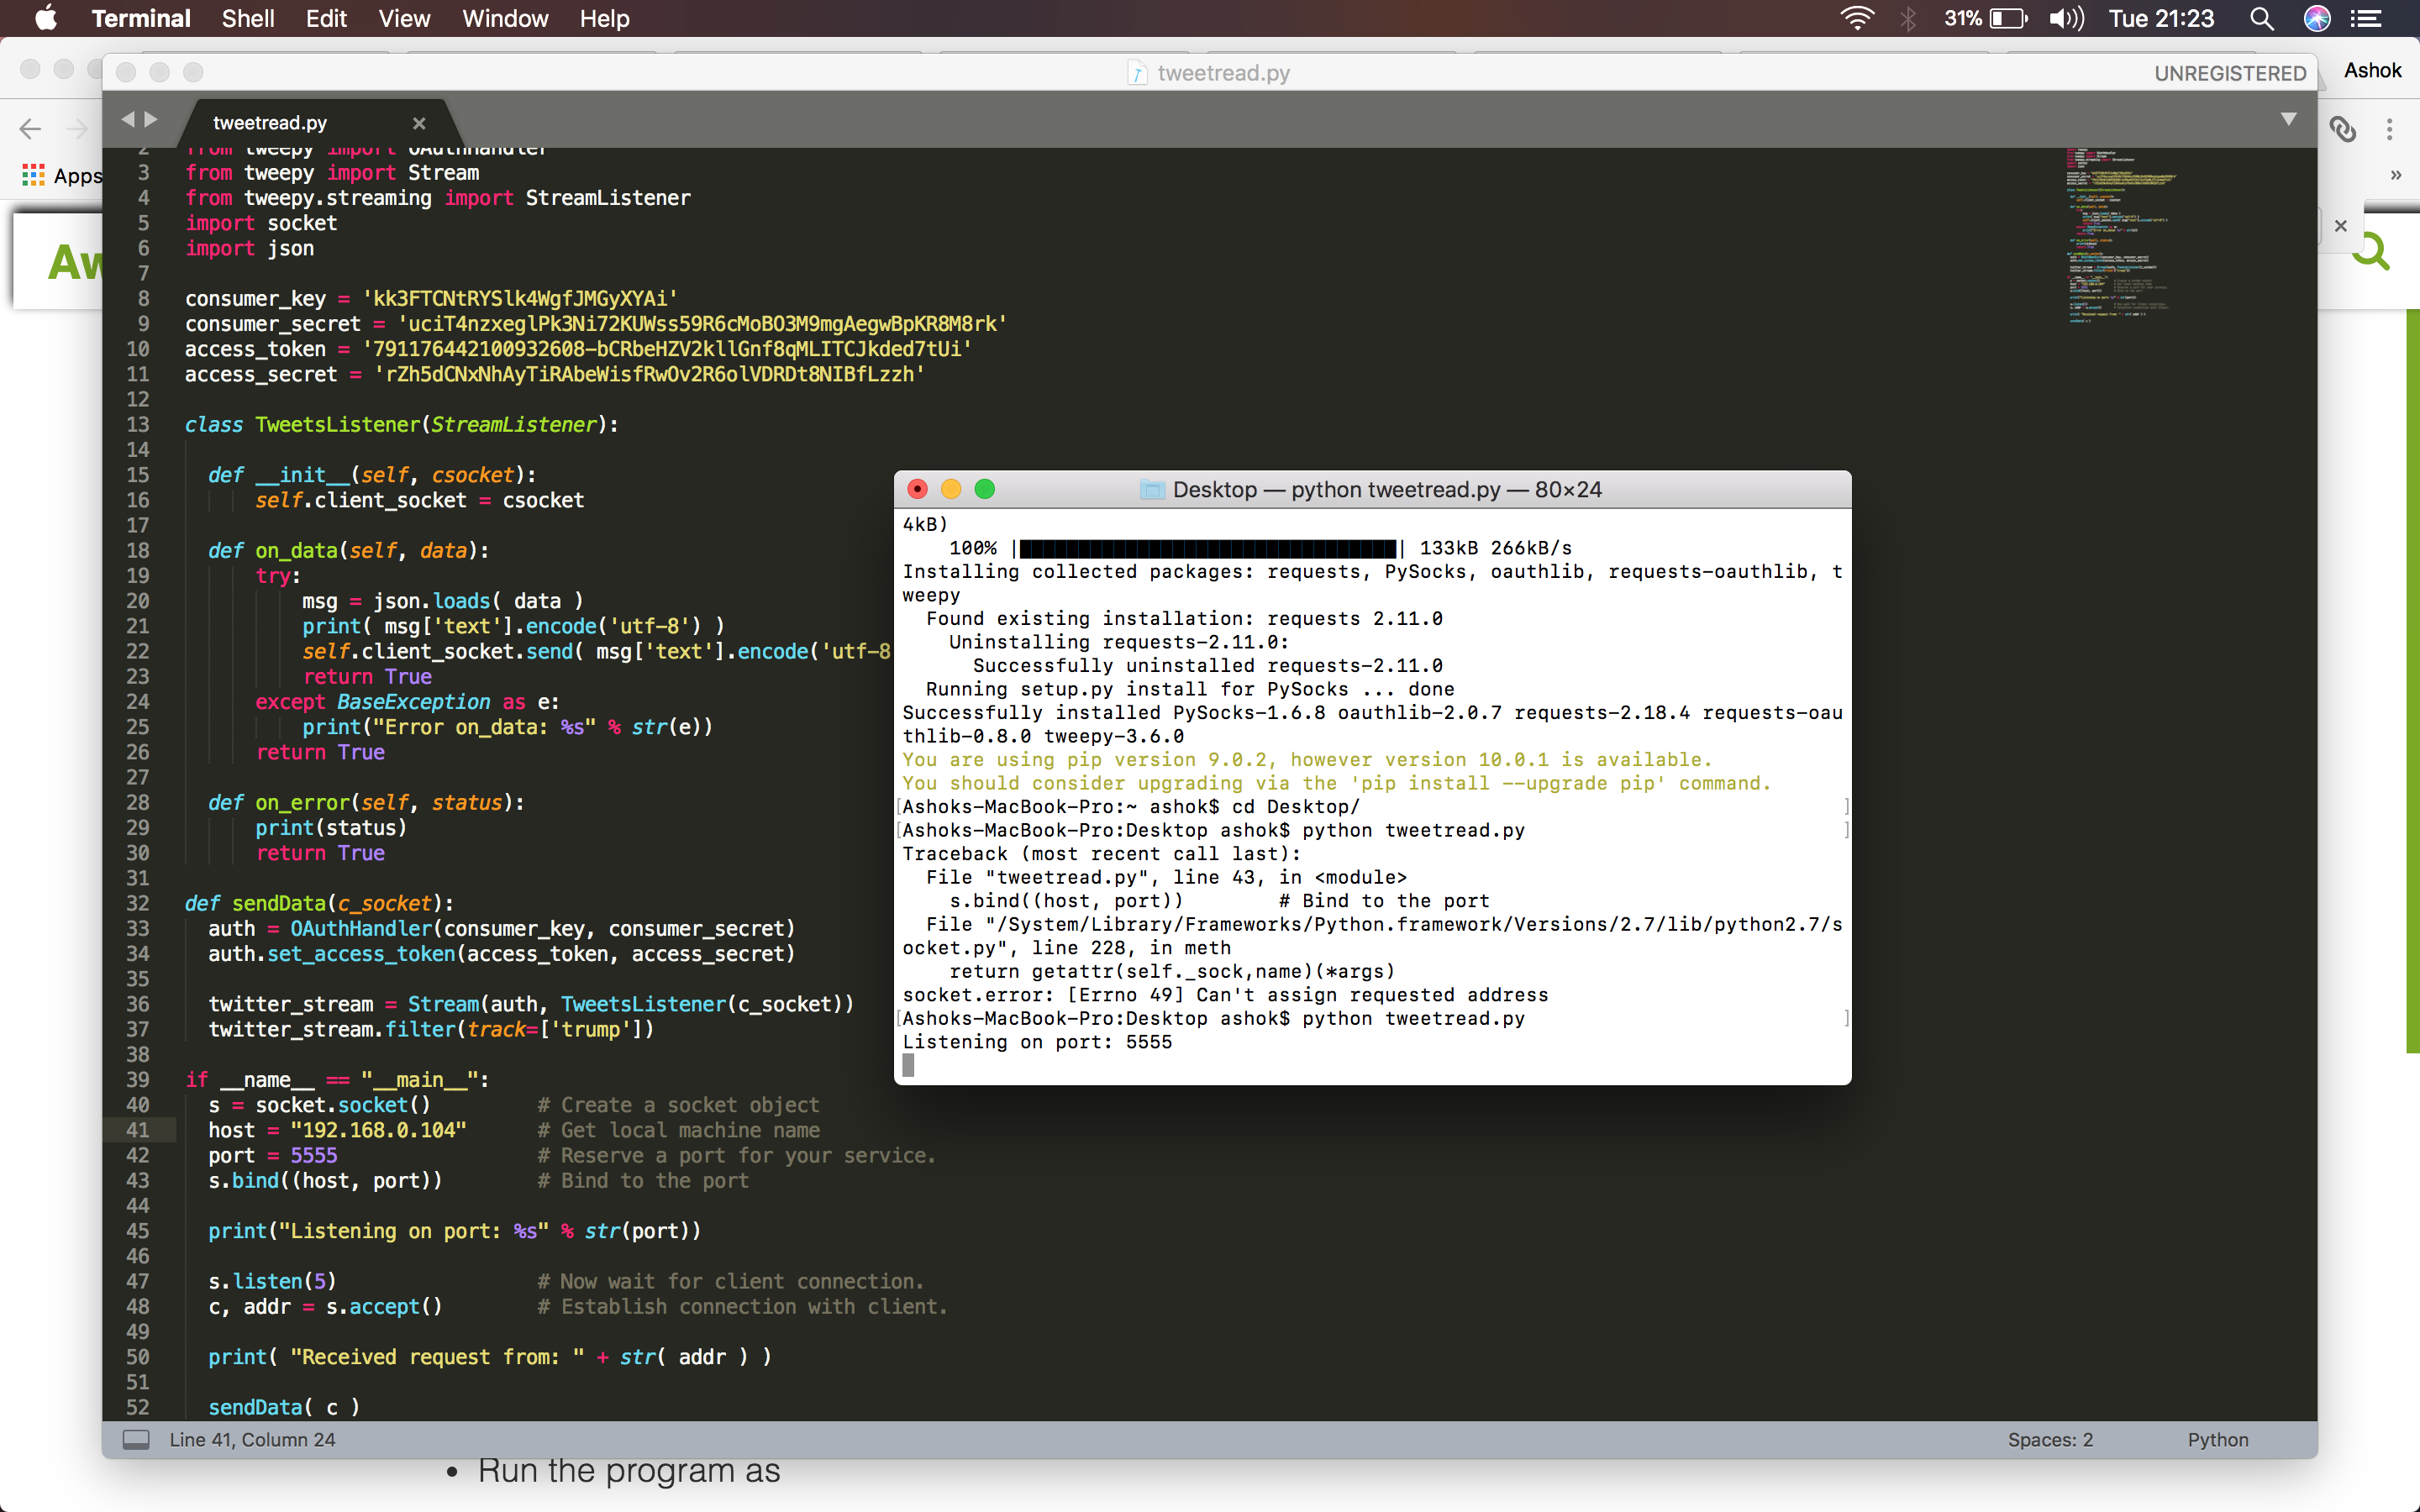 Terminal Shell Edit View Window Help 31% Tue 21:23
tweetread.py UNREGISTERED Ashok
tweetread.py
Apps
»
Aw
2 from tweepy import OAuthHandler
3 from tweepy import Stream
4 from tweepy.streaming import StreamListener
5 import socket
6 import json
7
8 consumer_key = 'kk3FTCNtRYSlk4WgfJMGyXYAi'
9 consumer_secret = 'uciT4nzxeglPk3Ni72KUWss59R6cMoBO3M9mgAegwBpKR8M8rk'
10 access_token = '791176442100932608-bCRbeHZV2kllGnf8qMLITCJkded7tUi'
11 access_secret = 'rZh5dCNxNhAyTiRAbeWisfRwOv2R6olVDRDt8NIBfLzzh'
12
13 class TweetsListener(StreamListener):
14
15 def __init__(self, csocket):
16 self.client_socket = csocket
17
18 def on_data(self, data):
19 try:
20 msg = json.loads( data )
21 print( msg['text'].encode('utf-8') )
22 self.client_socket.send( msg['text'].encode('utf-8
23 return True
24 except BaseException as e:
25 print("Error on_data: %s" % str(e))
26 return True
27
28 def on_error(self, status):
29 print(status)
30 return True
31
32 def sendData(c_socket):
33 auth = OAuthHandler(consumer_key, consumer_secret)
34 auth.set_access_token(access_token, access_secret)
35
36 twitter_stream = Stream(auth, TweetsListener(c_socket))
37 twitter_stream.filter(track=['trump'])
38
39 if __name__ == "__main__":
40 s = socket.socket() # Create a socket object
41 host = "192.168.0.104" # Get local machine name
42 port = 5555 # Reserve a port for your service.
43 s.bind((host, port)) # Bind to the port
44
45 print("Listening on port: %s" % str(port))
46
47 s.listen(5) # Now wait for client connection.
48 c, addr = s.accept() # Establish connection with client.
49
50 print( "Received request from: " + str( addr ) )
51
52 sendData( c )
Desktop — python tweetread.py — 80×24
4kB)
100% |████████████████████████████████| 133kB 266kB/s
Installing collected packages: requests, PySocks, oauthlib, requests-oauthlib, t
weepy
Found existing installation: requests 2.11.0
Uninstalling requests-2.11.0:
Successfully uninstalled requests-2.11.0
Running setup.py install for PySocks ... done
Successfully installed PySocks-1.6.8 oauthlib-2.0.7 requests-2.18.4 requests-oau
thlib-0.8.0 tweepy-3.6.0
You are using pip version 9.0.2, however version 10.0.1 is available.
You should consider upgrading via the 'pip install --upgrade pip' command.
[Ashoks-MacBook-Pro:~ ashok$ cd Desktop/ ]
[Ashoks-MacBook-Pro:Desktop ashok$ python tweetread.py ]
Traceback (most recent call last):
File "tweetread.py", line 43, in <module>
s.bind((host, port)) # Bind to the port
File "/System/Library/Frameworks/Python.framework/Versions/2.7/lib/python2.7/s
ocket.py", line 228, in meth
return getattr(self._sock,name)(*args)
socket.error: [Errno 49] Can't assign requested address
[Ashoks-MacBook-Pro:Desktop ashok$ python tweetread.py ]
Listening on port: 5555
Line 41, Column 24 Spaces: 2 Python
• Run the program as